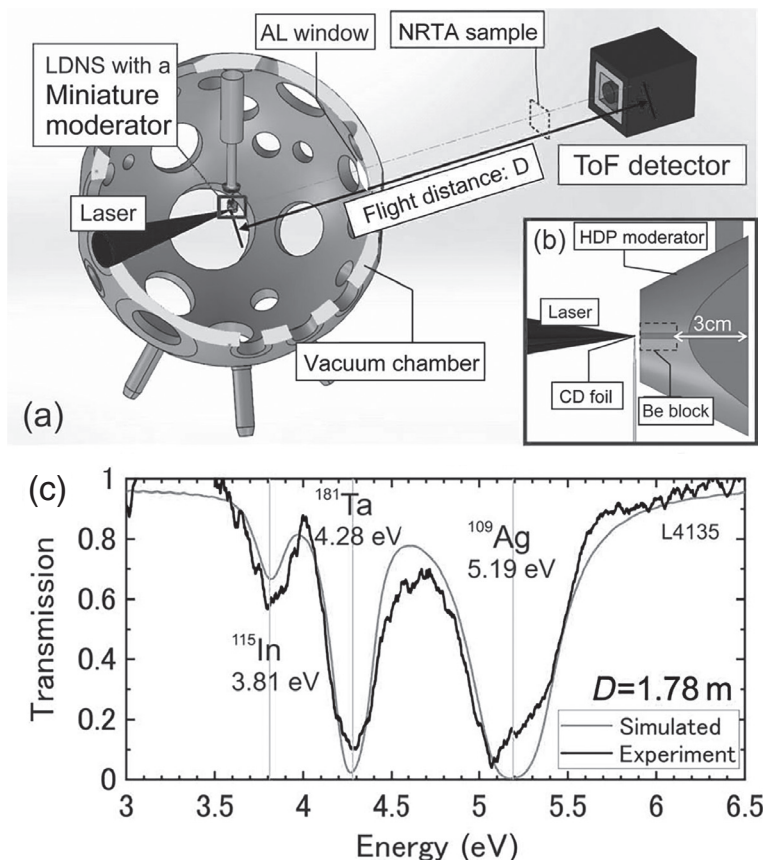 AL window
NRTA sample
LDNS with a
Miniature
moderator
ToF detector
Flight distance: D
Laser
Vacuum chamber
(a)
(b)
HDP moderator
Laser
3cm
CD foil
Be block
(c)
1
0.8
0.6
0.4
0.2
0
Transmission
181Ta
4.28 eV
109Ag
5.19 eV
L4135
115In
3.81 eV
D=1.78 m
Simulated
Experiment
3 3.5 4 4.5 5 5.5 6 6.5
Energy (eV)